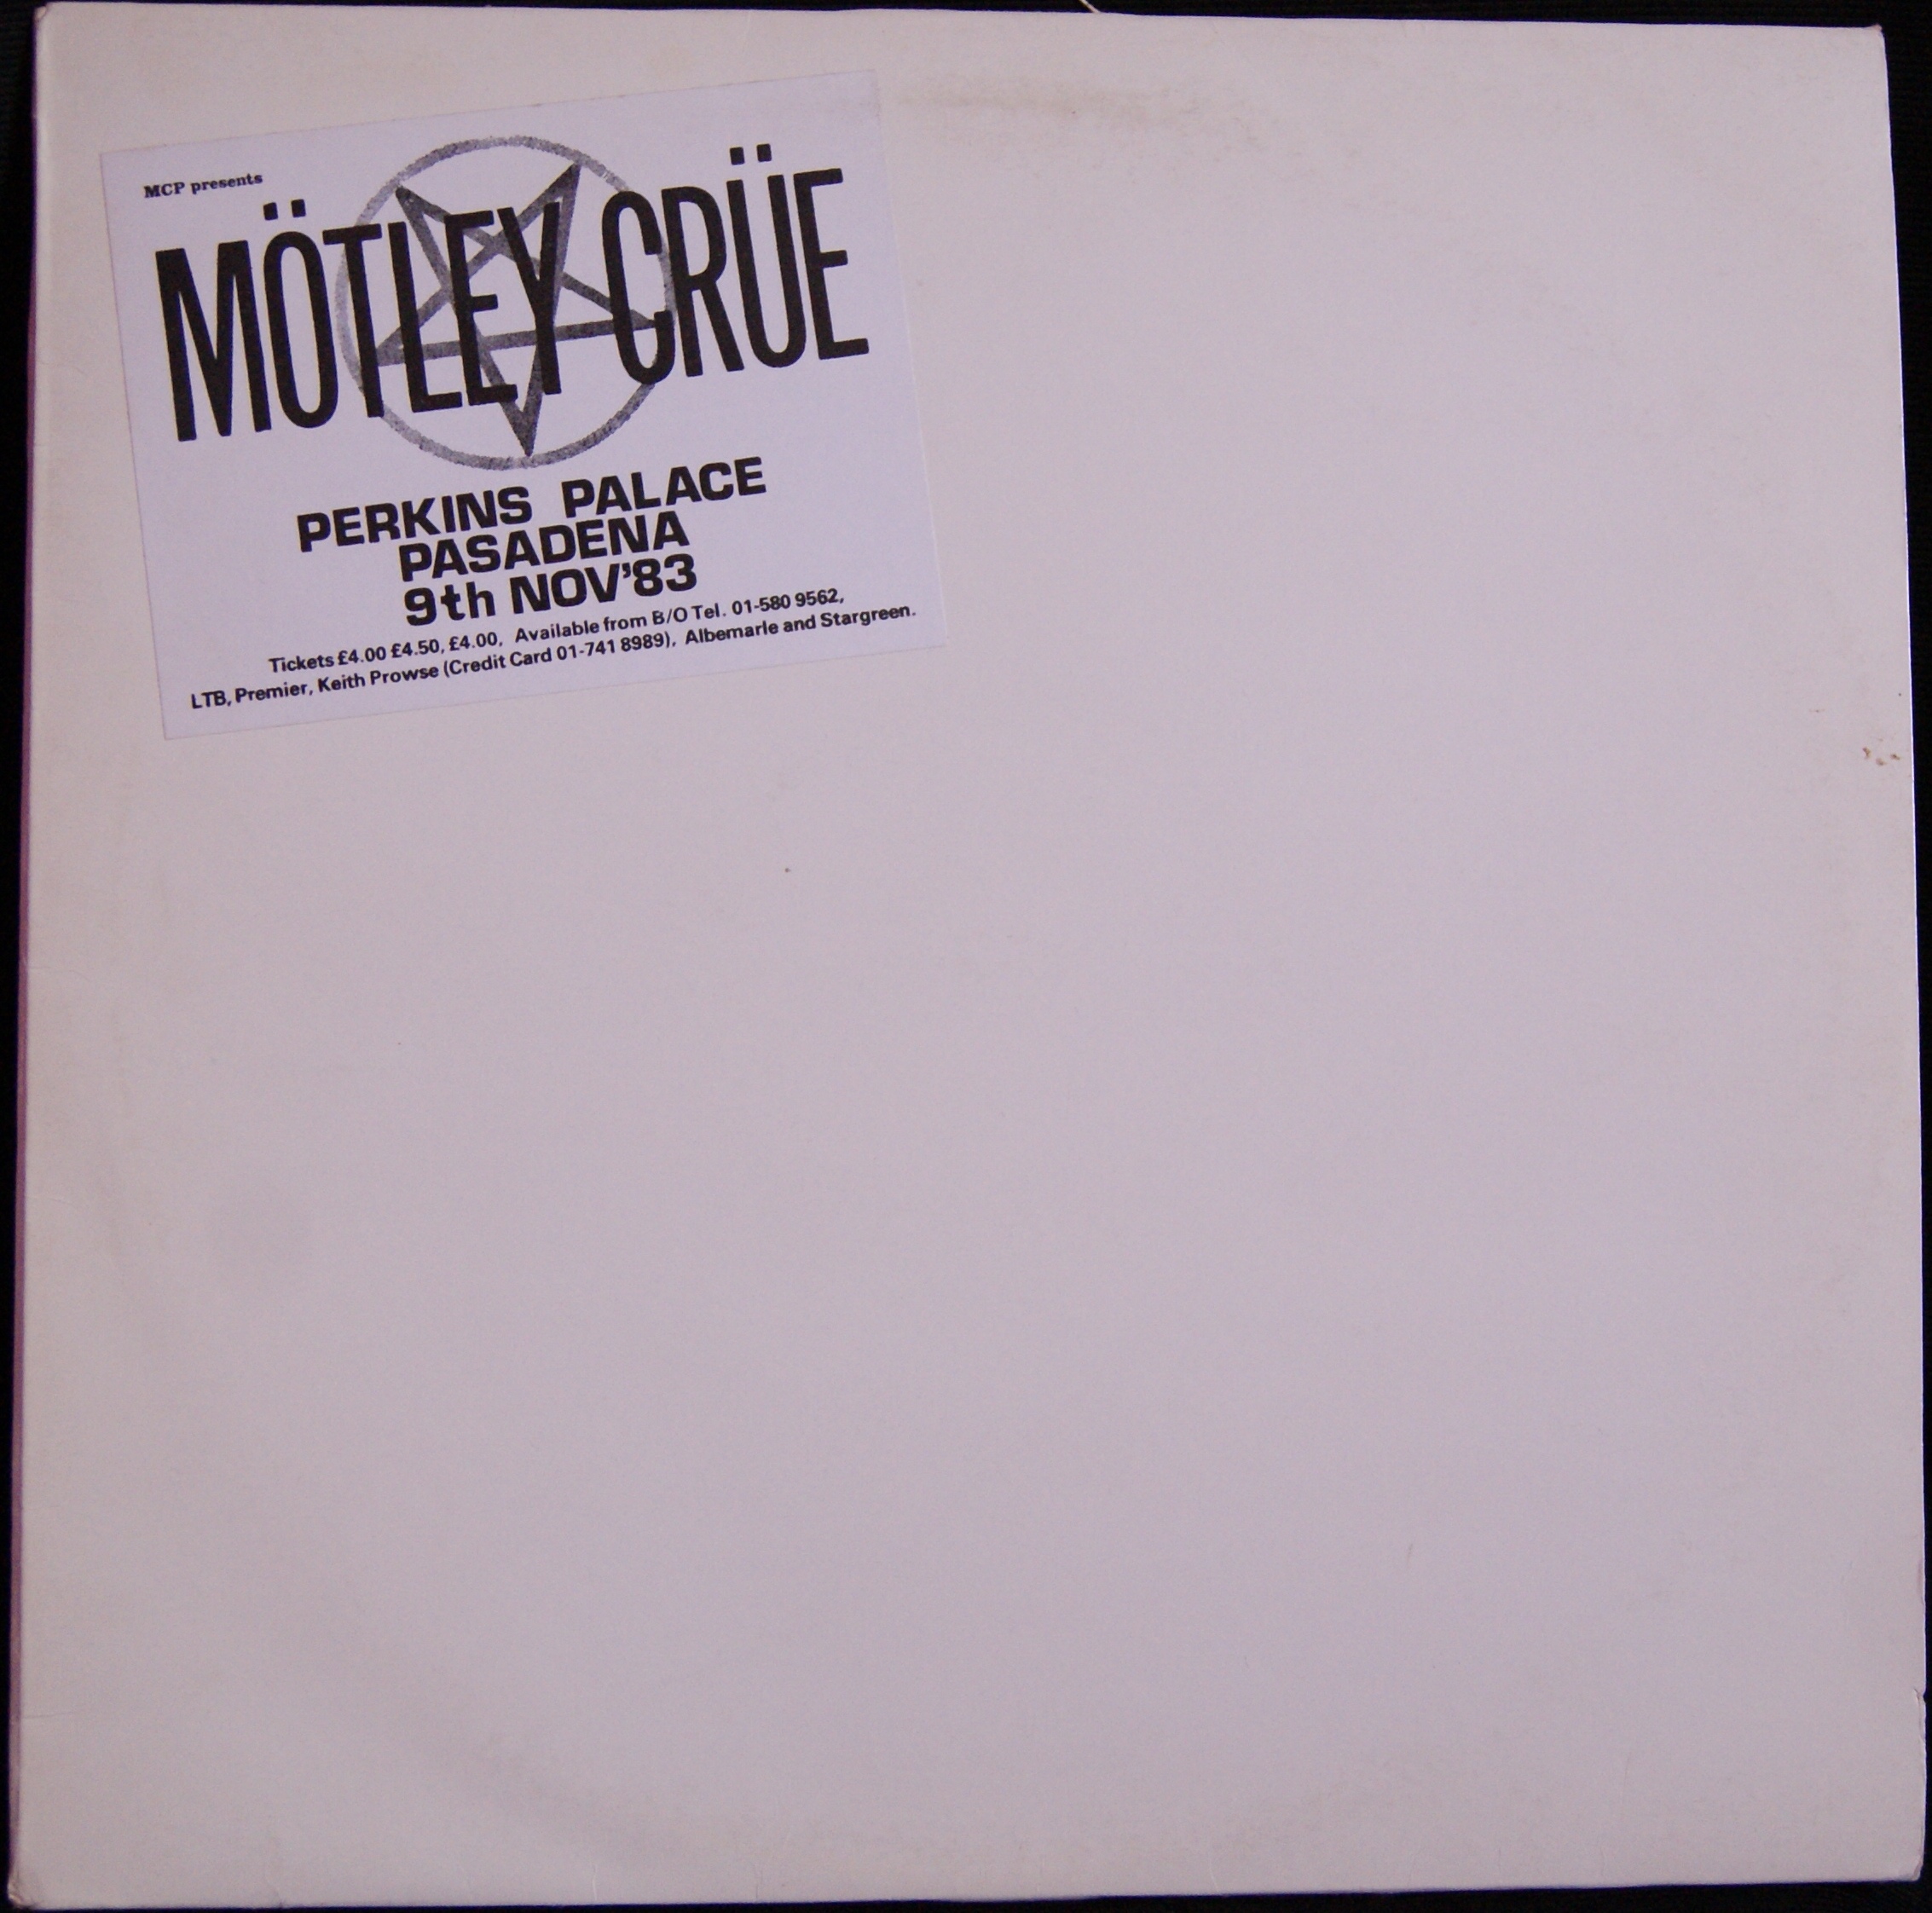 MCP presents
MÖTLEY CRÜE
PERKINS PALACE
PASADENA
9th NOV'83
Tickets £4.00 £4.50, £4.00, Available from B/O Tel. 01-580 9562,
LTB, Premier, Keith Prowse (Credit Card 01-741 8989), Albemarle and Stargreen.